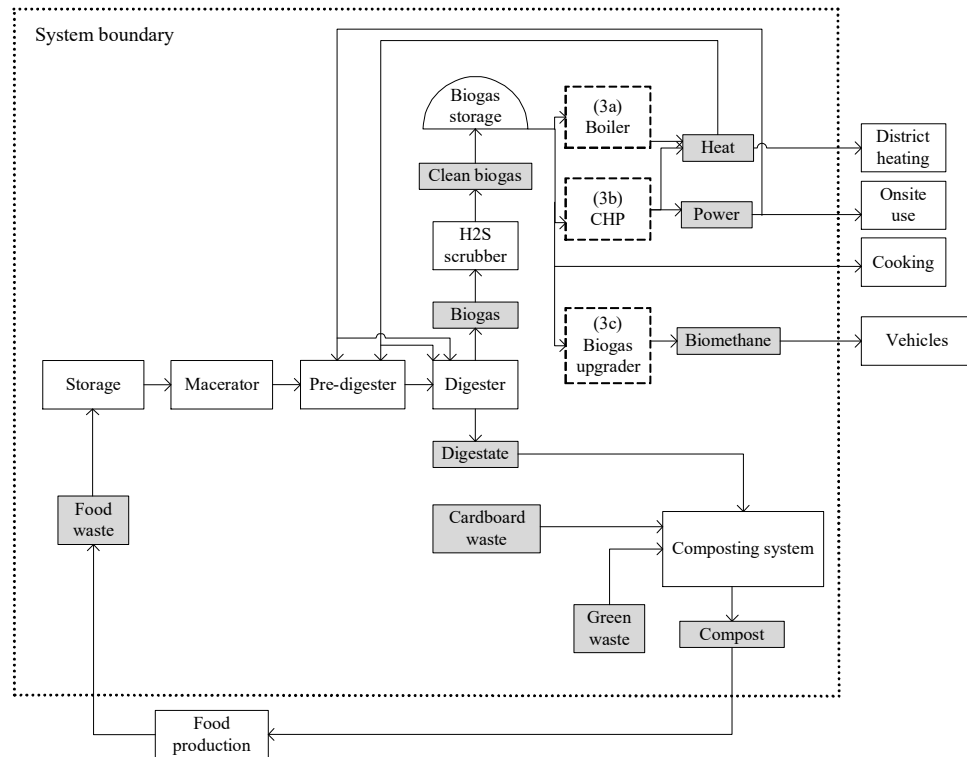 System boundary
Biogas
storage
(3a)
Boiler
Heat
District
heating
Clean biogas
(3b)
CHP
Power
Onsite
use
H2S
scrubber
Cooking
Biogas
(3c)
Biogas
upgrader
Biomethane
Vehicles
Storage
Macerator
Pre-digester
Digester
Digestate
Food
waste
Cardboard
waste
Composting system
Green
waste
Compost
Food
production